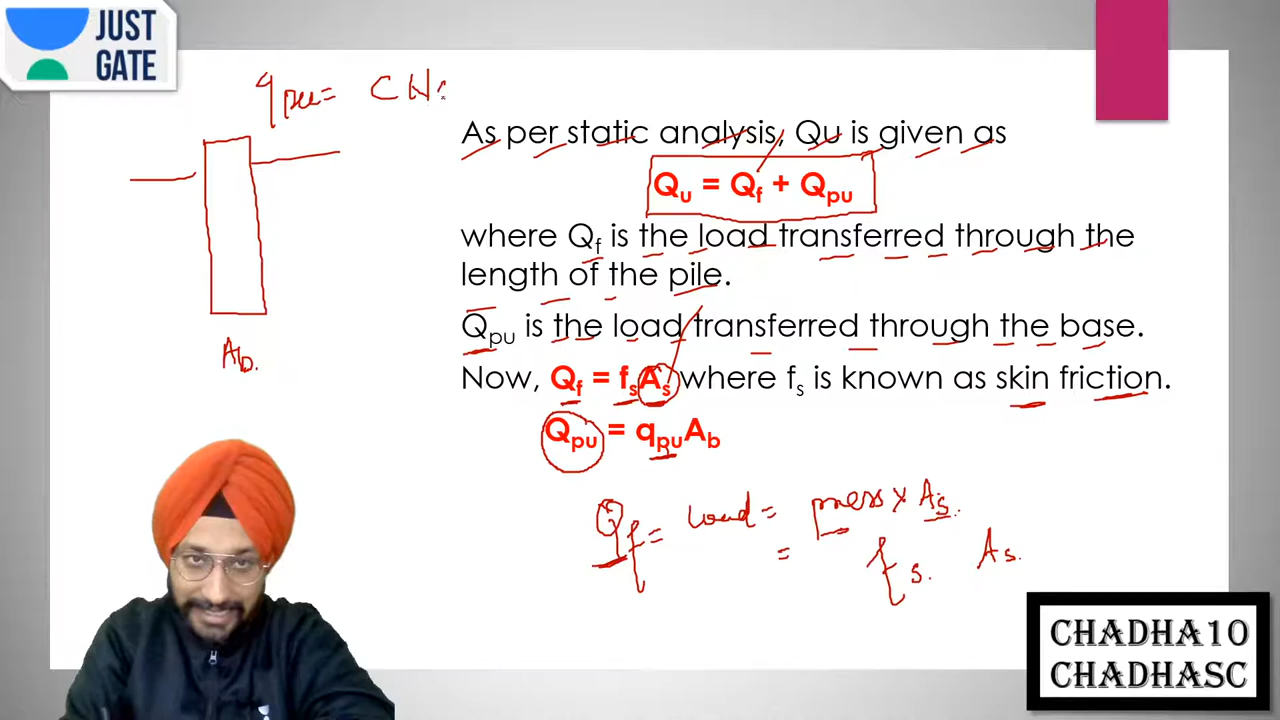 JUST
GATE
qpu = CN
As per static analysis, Qu is given as
Qu = Qf + Qpu
where Qf is the load transferred through the
length of the pile.
Qpu is the load transferred through the base.
Now, Qf = fsAs where fs is known as skin friction.
Qpu = qpuAb
Ab.
Qf = load = press x As.
= fs. As.
CHADHA10
CHADHASC